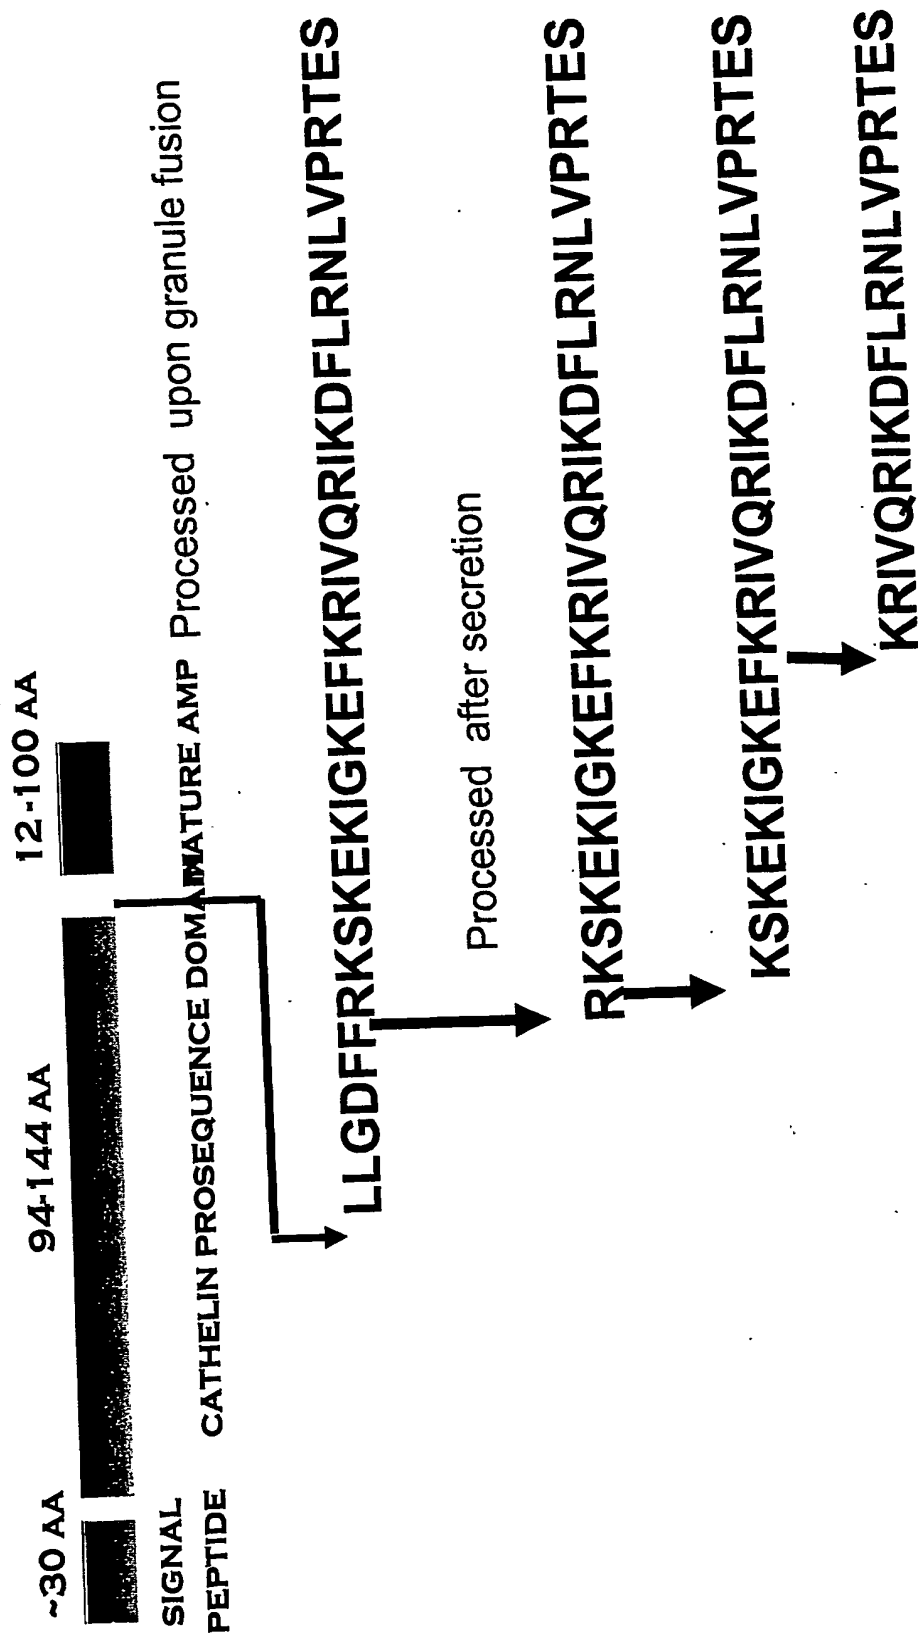 ~30 AA
94-144 AA
12-100 AA
SIGNAL
PEPTIDE
CATHELIN PROSEQUENCE DOMAIN
MATURE AMP
Processed upon granule fusion
LLGDFFRKSKEKIGKEFKRIVQRIKDFLRNLVPRTES
Processed after secretion
RKSKEKIGKEFKRIVQRIKDFLRNLVPRTES
KSKEKIGKEFKRIVQRIKDFLRNLVPRTES
KRIVQRIKDFLRNLVPRTES